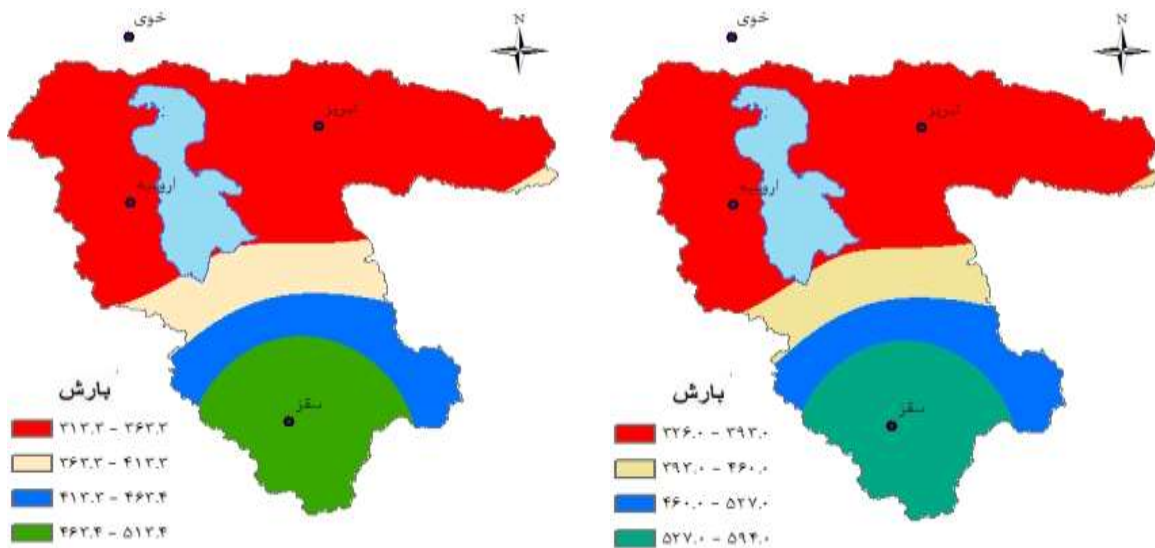 خوی
N
تبریز
ارومیه
سقز
بارش
۳۱۳.۳ - ۳۶۳.۳
۳۶۳.۳ - ۴۱۳.۳
۴۱۳.۳ - ۴۶۳.۴
۴۶۳.۴ - ۵۱۳.۴
خوی
N
تبریز
ارومیه
سقز
بارش
۳۲۶.۰ - ۳۹۳.۰
۳۹۳.۰ - ۴۶۰.۰
۴۶۰.۰ - ۵۲۷.۰
۵۲۷.۰ - ۵۹۴.۰